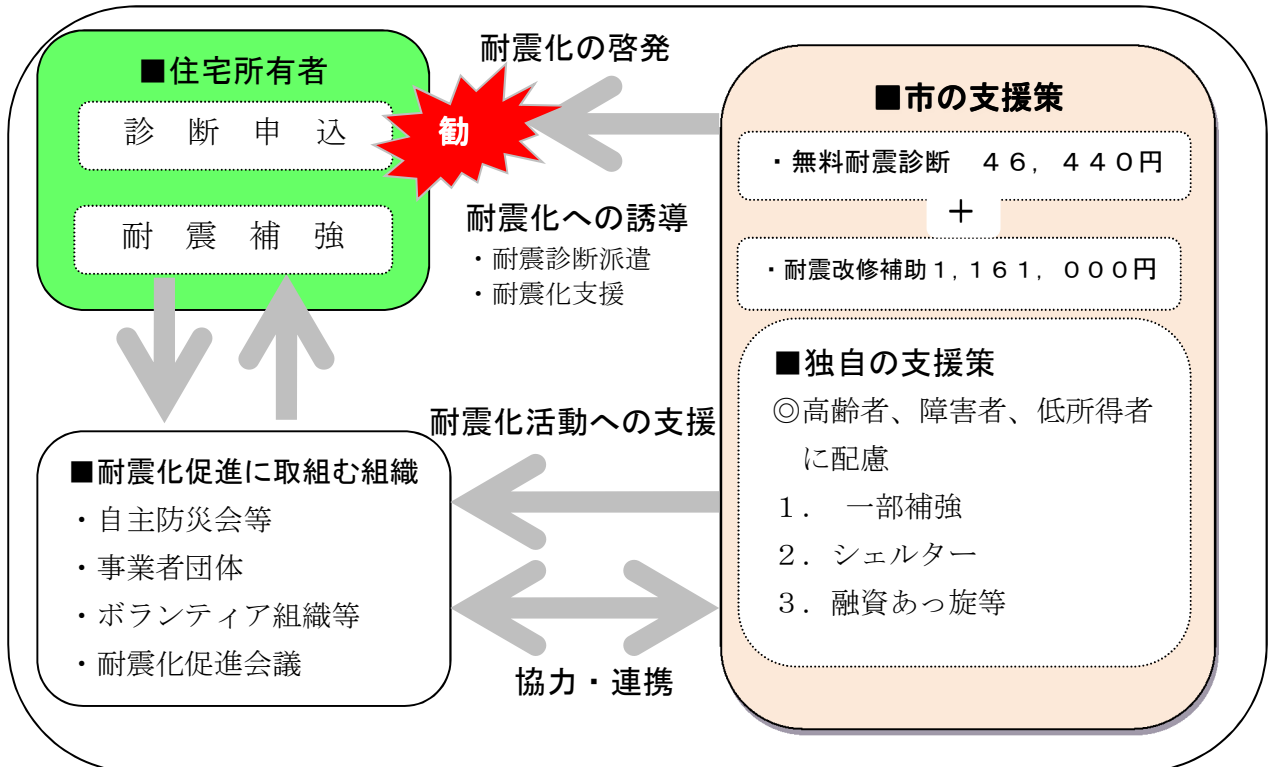 ■住宅所有者
診 断 申 込
勧
耐 震 補 強
耐震化の啓発
耐震化への誘導
・耐震診断派遣
・耐震化支援
■市の支援策
・無料耐震診断 46,440円
+
・耐震改修補助1,161,000円
■独自の支援策
◎高齢者、障害者、低所得者
に配慮
1. 一部補強
2.シェルター
3.融資あっ旋等
耐震化活動への支援
■耐震化促進に取組む組織
・自主防災会等
・事業者団体
・ボランティア組織等
・耐震化促進会議
協力・連携